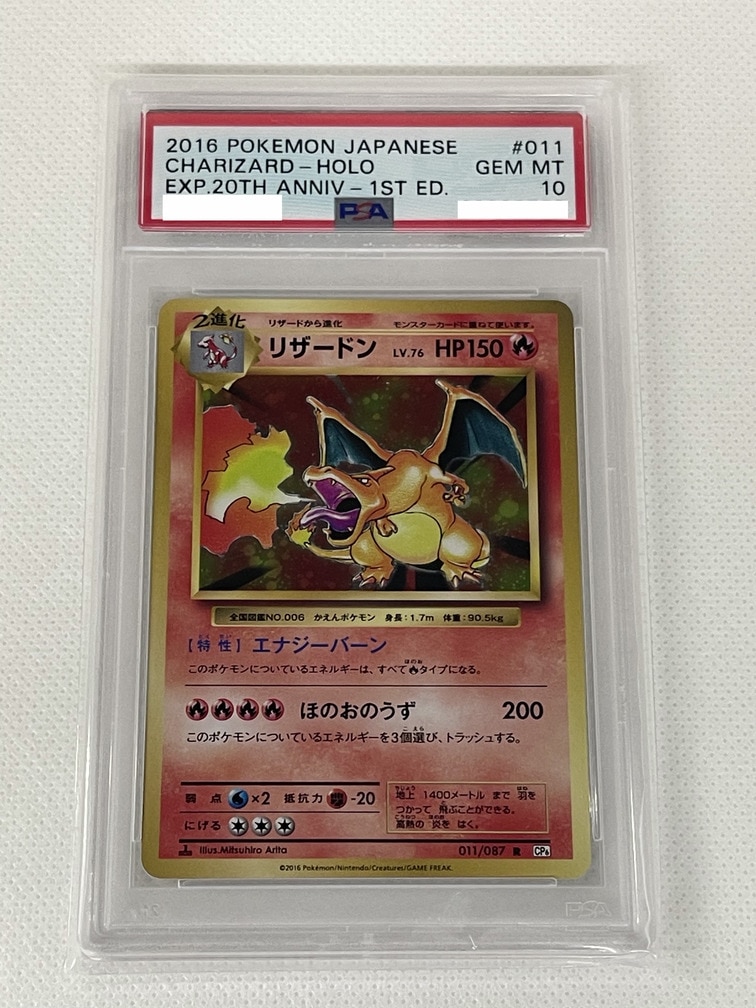 2016 POKEMON JAPANESE #011
CHARIZARD-HOLO GEM MT
EXP.20TH ANNIV-1ST ED. 10
PSA
2進化
リザードから進化 モンスターカードに重ねて使います。
リザードン LV.76 HP150
全国図鑑NO.006 かえんポケモン 身長:1.7m 体重:90.5kg
【特性】エナジーバーン
このポケモンについているエネルギーは、すべてタイプになる。
ほのおのうず 200
このポケモンについているエネルギーを3個選び、トラッシュする。
弱点 ×2 抵抗力 -20
にげる
地上 1400メートル まで 羽を
つかって 飛ぶことができる。
高熱の 炎を はく。
1 Illus.Mitsuhiro Arita 011/087 R CP6
©2016 Pokémon/Nintendo/Creatures/GAME FREAK.
PSA